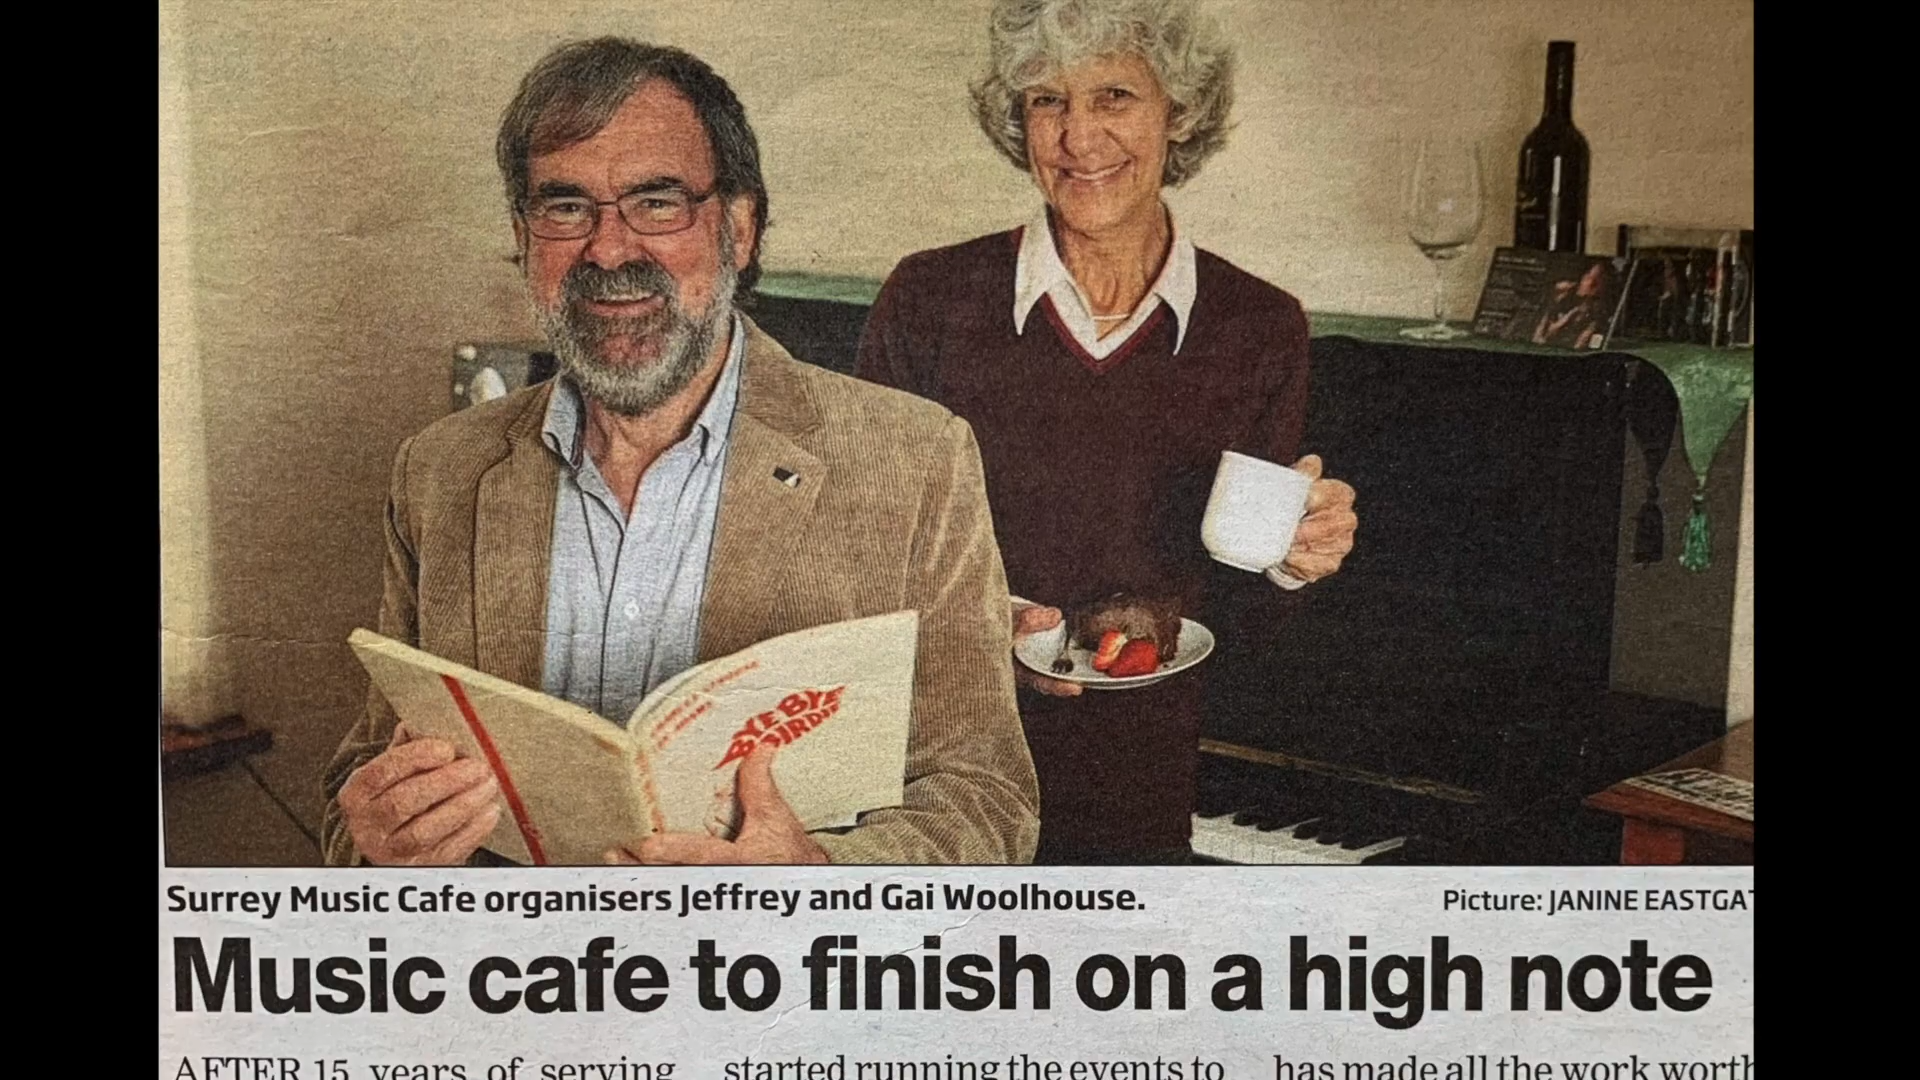 BYE BYE
BIRDIE
Surrey Music Cafe organisers Jeffrey and Gai Woolhouse.
Picture: JANINE EASTGAT
Music cafe to finish on a high note
AFTER 15 years of serving
started running the events to
has made all the work worth